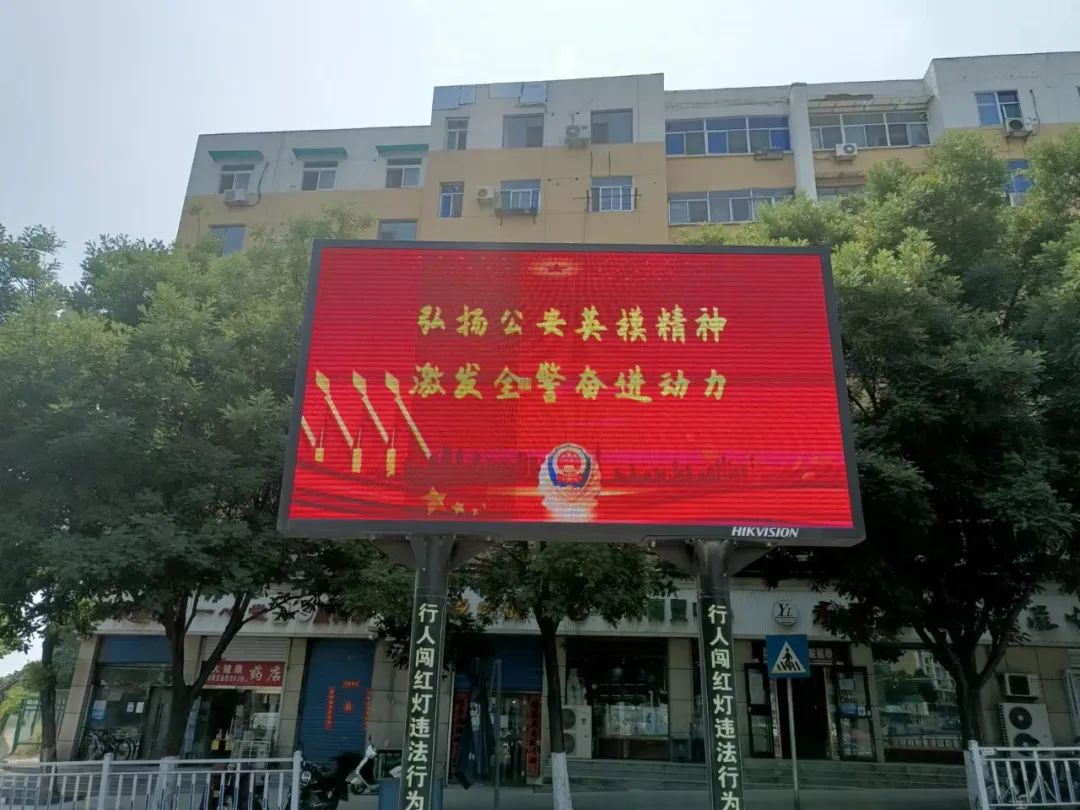 弘扬公安英模精神
激发全警奋进动力
HIKVISION
行人闯红灯违法行为
行人闯红灯违法行为
YL
药店